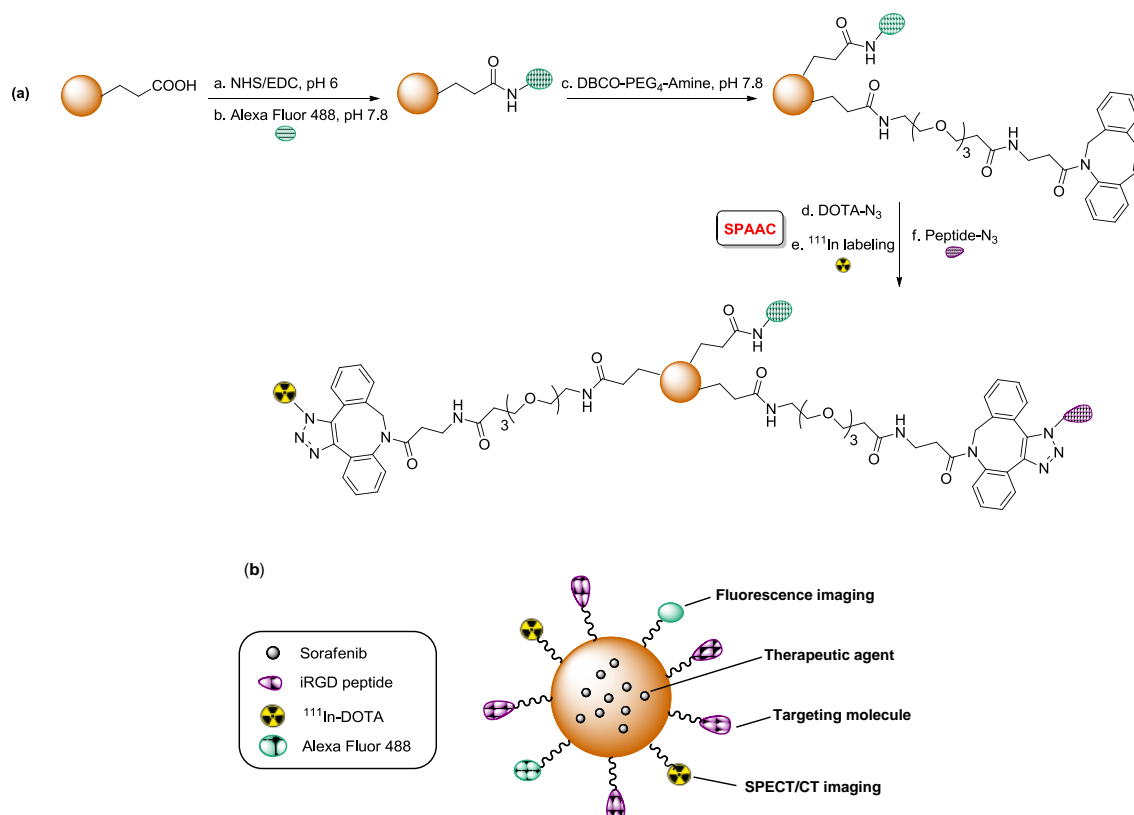 (a)
COOH
a. NHS/EDC, pH 6
b. Alexa Fluor 488, pH 7.8
O
N
H
c. DBCO-PEG₄-Amine, pH 7.8
O
N
H
O
N
H
O
3
O
H
N
O
N
SPAAC
d. DOTA-N₃
e. ¹¹¹In labeling
f. Peptide-N₃
O
N
H
N
N
N
N
O
H
N
O
3
O
H
N
O
O
N
H
O
3
O
H
N
O
N
N
N
N
(b)
Sorafenib
iRGD peptide
¹¹¹In-DOTA
Alexa Fluor 488
Fluorescence imaging
Therapeutic agent
Targeting molecule
SPECT/CT imaging